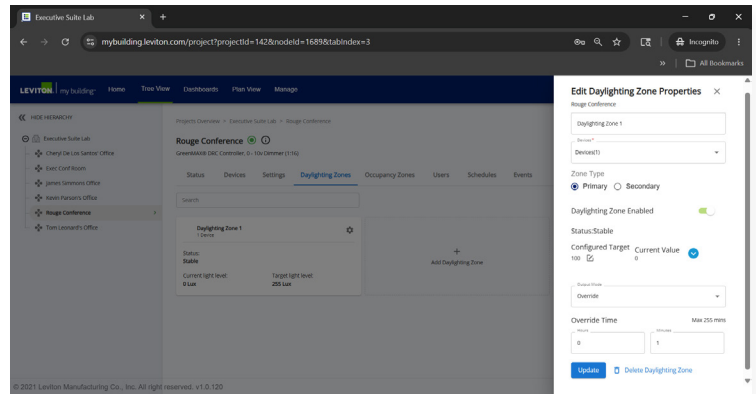 Executive Suite Lab
mybuilding.leviton.com/project?projectId=142&nodeId=1689&tabIndex=3
Incognito
All Bookmarks
LEVITON. my building
Home Tree View Dashboards Plan View Manage
HIDE HIERARCHY
Executive Suite Lab
Cheryl De Los Santos' Office
Exec Conf Room
James Simmons Office
Kevin Parson's Office
Rouge Conference
Tom Leonard's Office
Projects Overview > Executive Suite Lab > Rouge Conference
Rouge Conference
GreenMAX® DRC Controller, 0 - 10v Dimmer (1:16)
Status Devices Settings Daylighting Zones Occupancy Zones Users Schedules Events
Search
Daylighting Zone 1
1 Device
Status:
Stable
Current light level: Target light level:
0 Lux 255 Lux
Add Daylighting Zone
Edit Daylighting Zone Properties
Rouge Conference
Daylighting Zone 1
Devices*
Devices(1)
Zone Type
Primary Secondary
Daylighting Zone Enabled
Status:Stable
Configured Target Current Value
100 0
Output Mode
Override
Override Time Max 255 mins
Hours Minutes
0 1
Update Delete Daylighting Zone
© 2021 Leviton Manufacturing Co., Inc. All right reserved. v1.0.120